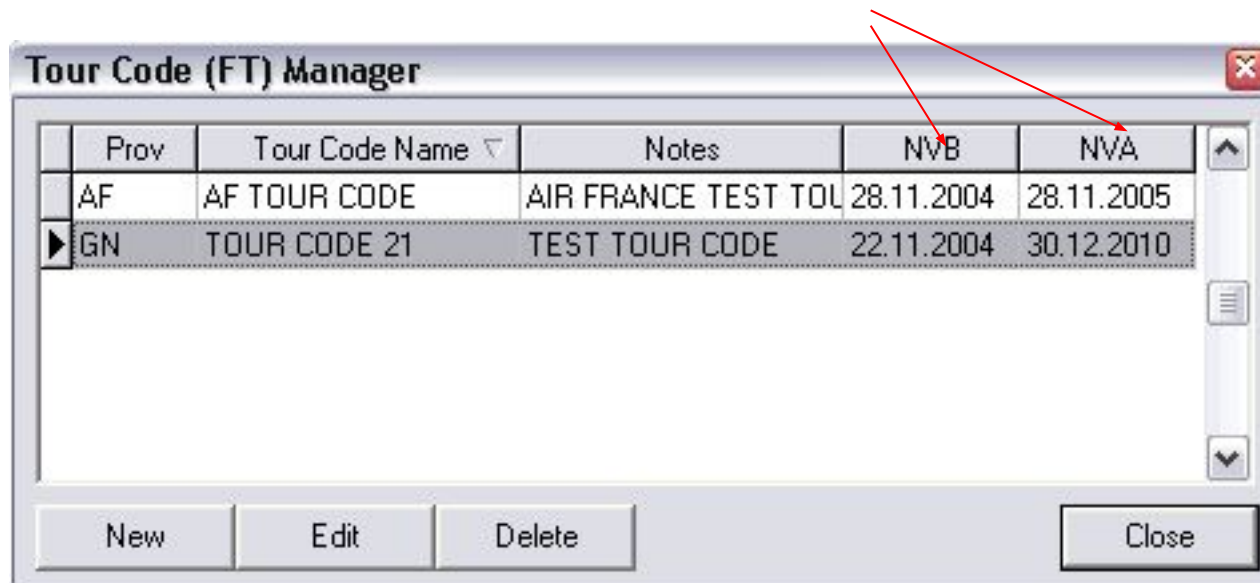 Tour Code (FT) Manager
Prov Tour Code Name Notes NVB NVA
AF AF TOUR CODE AIR FRANCE TEST TOU 28.11.2004 28.11.2005
GN TOUR CODE 21 TEST TOUR CODE 22.11.2004 30.12.2010
New Edit Delete Close